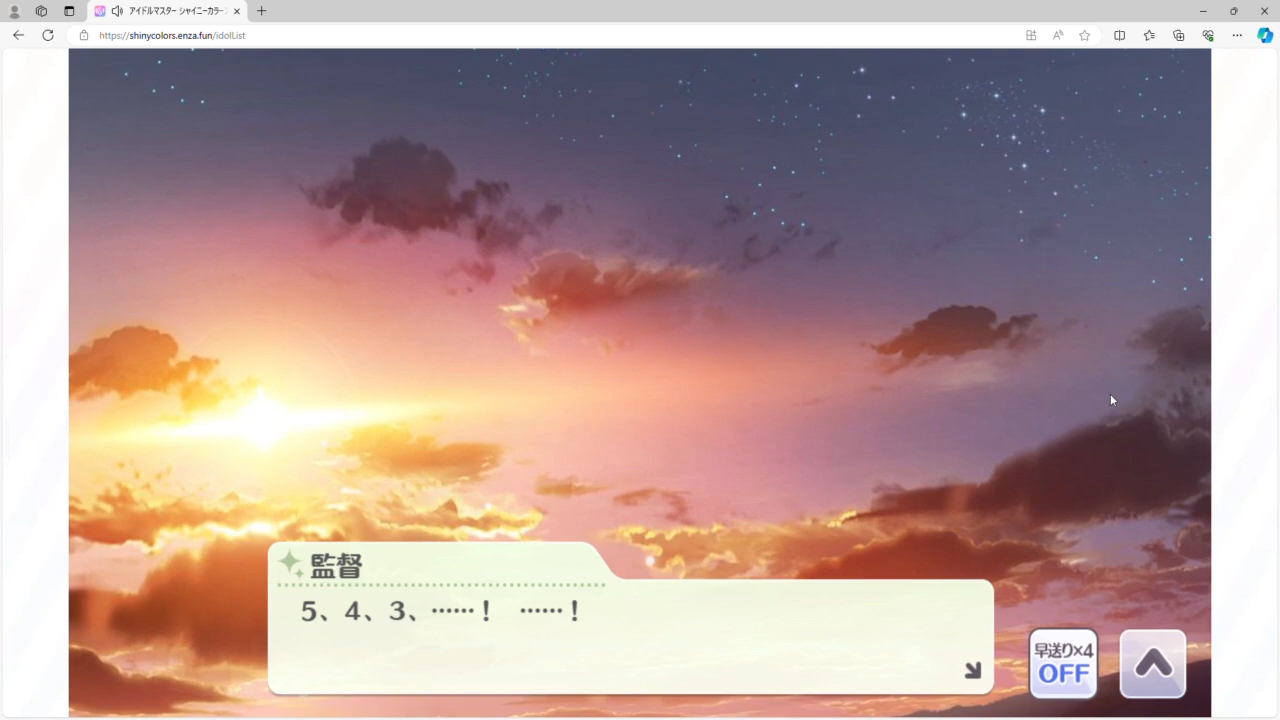 アイドルマスター シャイニーカラー
https://shinycolors.enza.fun/idolList
監督
5、4、3、……！　……！
早送り×4
OFF